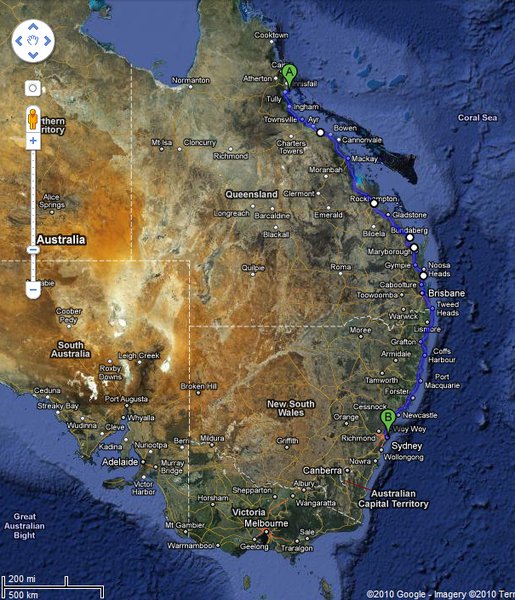 Cooktown
Normanton
Atherton
A
Tully
Ingham
Townsville
Ayr
Coral Sea
Bowen
Cannonvale
Mt Isa
Cloncurry
Richmond
Charters
Towers
Mackay
Moranbah
Queensland
Clermont
Rockhampton
Alice
Springs
Longreach
Barcaldine
Emerald
Gladstone
Blackall
Biloela
Bundaberg
Australia
Maryborough
Quilpie
Roma
Gympie
Noosa
Heads
Caboolture
Toowoomba
Brisbane
Coober
Pedy
Warwick
Tweed
Heads
Moree
Lismore
South
Australia
Leigh Creek
Grafton
Roxby
Downs
Armidale
Coffs
Harbour
Tamworth
Port
Macquarie
Ceduna
Broken Hill
Streaky Bay
Port Augusta
New South
Wales
Forster
Cessnock
Newcastle
Whyalla
Wudinna
Cleve
Orange
B
Woy Woy
Kadina
Nuriootpa
Mildura
Griffith
Richmond
Sydney
Adelaide
Murray
Bridge
Canberra
Nowra
Wollongong
Victor
Harbor
Albury
Shepparton
Horsham
Wangaratta
Australian
Capital Territory
Great
Australian
Bight
Mt Gambier
Victoria
Melbourne
Sale
Warrnambool
Geelong
Traralgon
200 mi
500 km
©2010 Google - Imagery ©2010 Terr